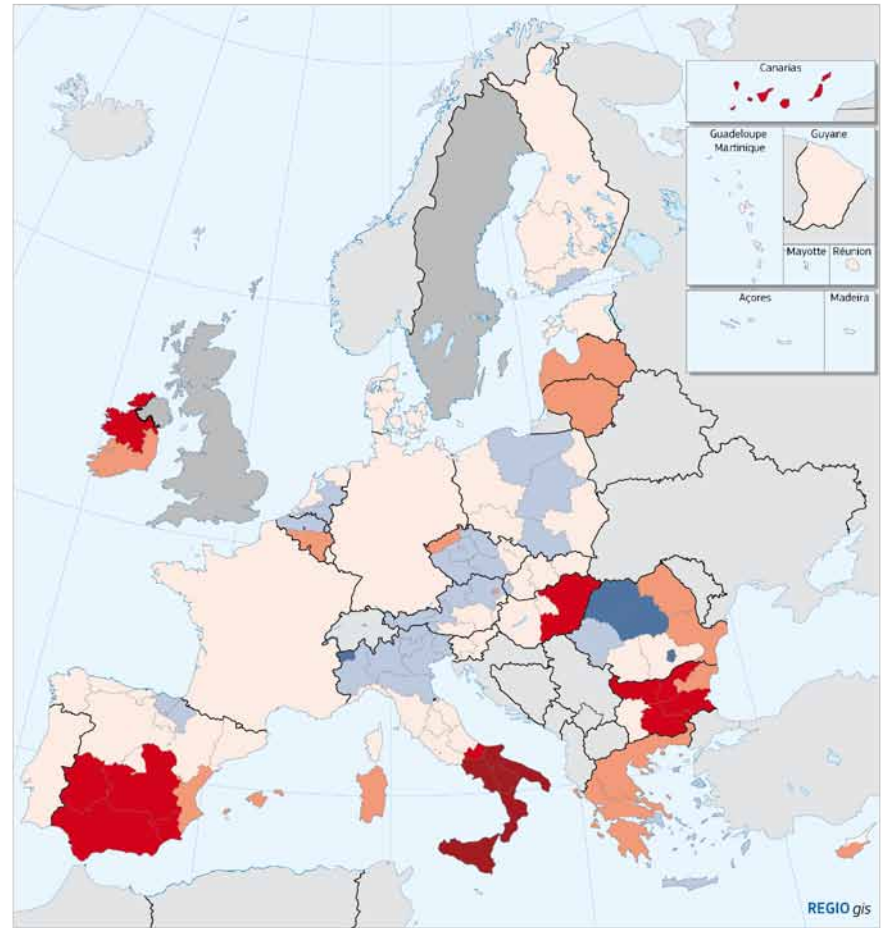 Canarias
Guadeloupe
Martinique
Guyane
Mayotte
Réunion
Açores
Madeira
REGIO gis